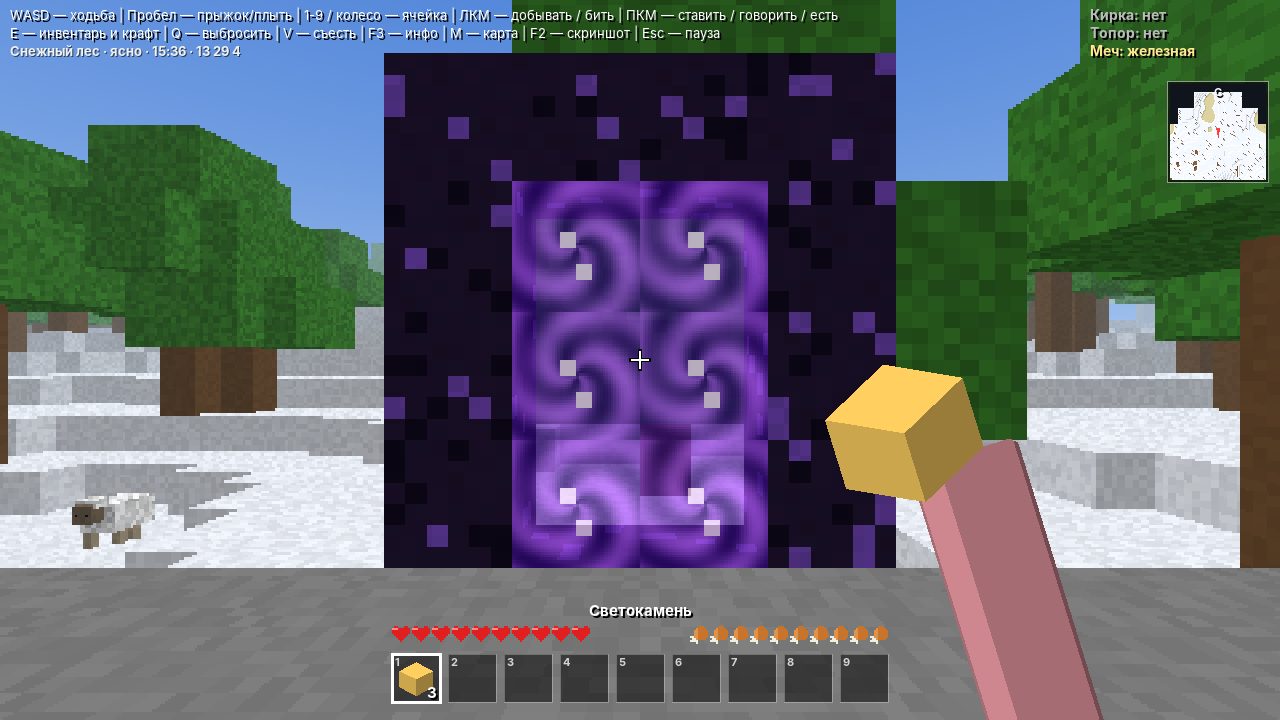 WASD — ходьба | Пробел — прыжок/плыть | 1-9 / колесо — ячейка | ЛКМ — добывать / бить | ПКМ — ставить / говорить / есть
E — инвентарь и крафт | Q — выбросить | V — съесть | F3 — инфо | M — карта | F2 — скриншот | Esc — пауза
Снежный лес · ясно · 15:36 · 13 29 4
Кирка: нет
Топор: нет
Меч: железная
С
Светокамень
1 2 3 4 5 6 7 8 9
3